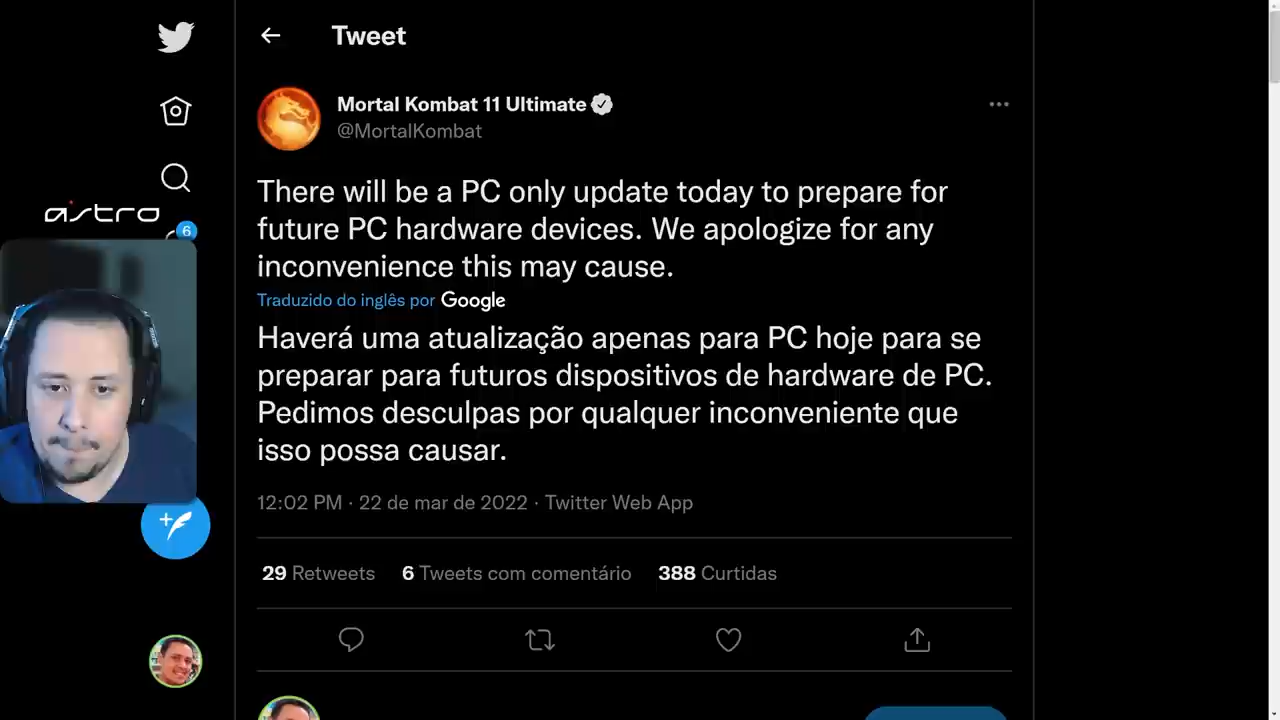 Tweet
Mortal Kombat 11 Ultimate
@MortalKombat
There will be a PC only update today to prepare for
future PC hardware devices. We apologize for any
inconvenience this may cause.
Traduzido do inglês por Google
Haverá uma atualização apenas para PC hoje para se
preparar para futuros dispositivos de hardware de PC.
Pedimos desculpas por qualquer inconveniente que
isso possa causar.
12:02 PM · 22 de mar de 2022 · Twitter Web App
29 Retweets 6 Tweets com comentário 388 Curtidas
astro
6